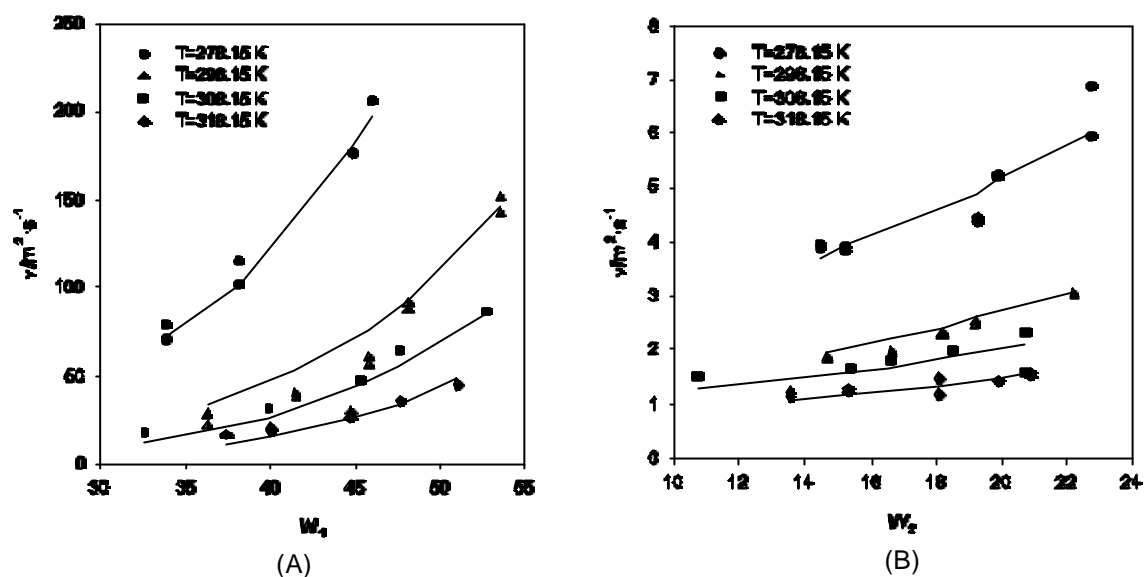 250
200
150
100
50
0
T=278.15 K
T=298.15 K
T=308.15 K
T=318.15 K
ν/m²·s⁻¹
30 35 40 45 50 55
W₁
(A)
8
7
6
5
4
3
2
1
0
T=278.15 K
T=298.15 K
T=308.15 K
T=318.15 K
ν/m²·s⁻¹
10 12 14 16 18 20 22 24
W₂
(B)